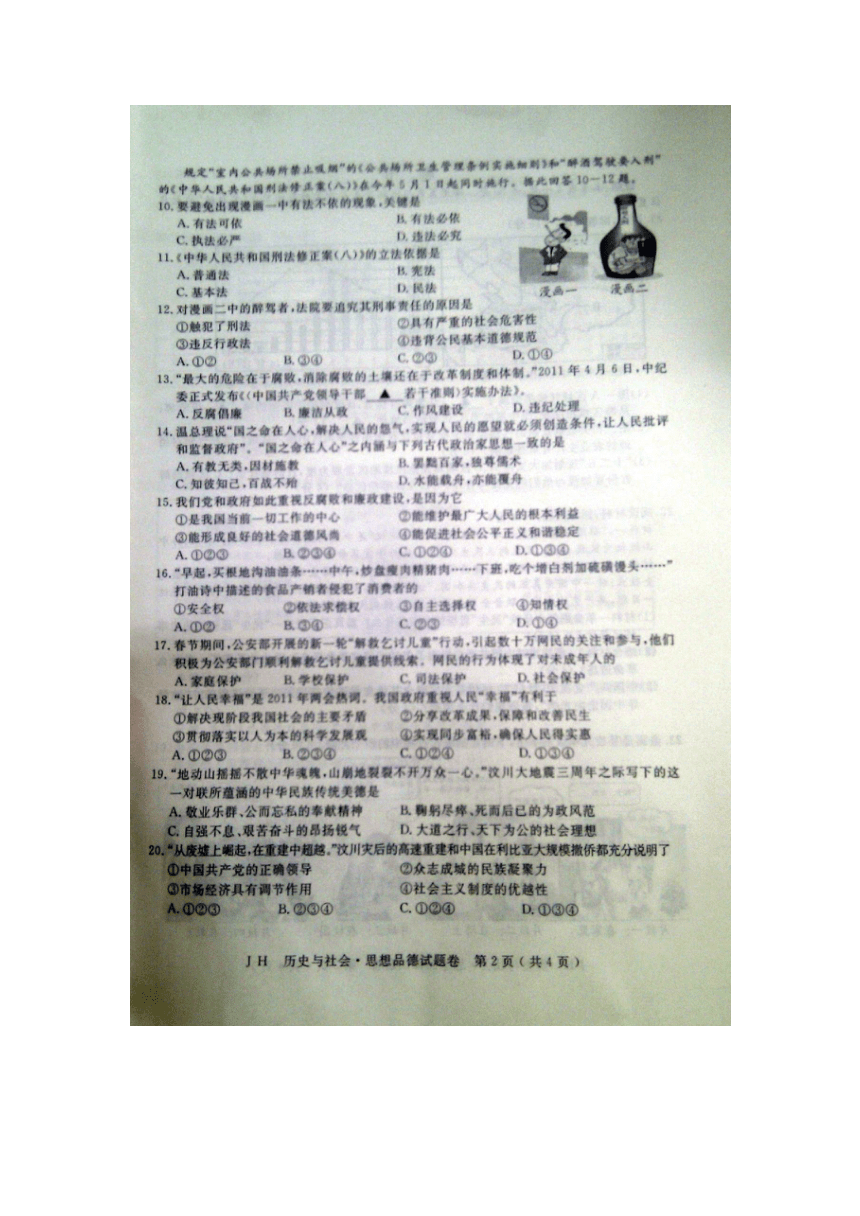 规定“室内公共场所禁止吸烟”的《公共场所卫生管理条例实施细则》和“醉酒驾驶要入刑”
的《中华人民共和国刑法修正案(八)》在今年5月1日起同时施行。据此回答10—12题。
10.要避免出现漫画一中有法不依的现象,关键是
A.有法可依 B.有法必依
C.执法必严 D.违法必究
11.《中华人民共和国刑法修正案(八)》的立法依据是
A.普通法 B.宪法
C.基本法 D.民法
漫画一 漫画二
12.对漫画二中的醉驾者,法院要追究其刑事责任的原因是
①触犯了刑法 ②具有严重的社会危害性
③违反行政法 ④违背公民基本道德规范
A.①② B.③④ C.②③ D.①④
13.“最大的危险在于腐败,消除腐败的土壤还在于改革制度和体制。”2011年4月6日,中纪
委正式发布《〈中国共产党领导干部 ▲ 若干准则〉实施办法》。
A.反腐倡廉 B.廉洁从政 C.作风建设 D.违纪处理
14.温总理说“国之命在人心,解决人民的怨气,实现人民的愿望就必须创造条件,让人民批评
和监督政府”。“国之命在人心”之内涵与下列古代政治家思想一致的是
A.有教无类,因材施教 B.罢黜百家,独尊儒术
C.知彼知己,百战不殆 D.水能载舟,亦能覆舟
15.我们党和政府如此重视反腐败和廉政建设,是因为它
①是我国当前一切工作的中心 ②能维护最广大人民的根本利益
③能形成良好的社会道德风尚 ④能促进社会公平正义和谐稳定
A.①②③ B.②③④ C.①②④ D.①③④
16.“早起,买根地沟油油条……中午,炒盘瘦肉精猪肉……下班,吃个增白剂加硫磺馒头……”
打油诗中描述的食品产销者侵犯了消费者的
①安全权 ②依法求偿权 ③自主选择权 ④知情权
A.①② B.③④ C.②③ D.①④
17.春节期间,公安部开展的新一轮“解救乞讨儿童”行动,引起数十万网民的关注和参与,他们
积极为公安部门顺利解救乞讨儿童提供线索。网民的行为体现了对未成年人的
A.家庭保护 B.学校保护 C.司法保护 D.社会保护
18.“让人民幸福”是2011年两会热词。我国政府重视人民“幸福”有利于
①解决现阶段我国社会的主要矛盾 ②分享改革成果,保障和改善民生
③贯彻落实以人为本的科学发展观 ④实现同步富裕,确保人民得实惠
A.①②③ B.②③④ C.①②④ D.①③④
19.“地动山摇摇不散中华魂魄,山崩地裂裂不开万众一心。”汶川大地震三周年之际写下的这
一对联所蕴涵的中华民族传统美德是
A.敬业乐群、公而忘私的奉献精神 B.鞠躬尽瘁、死而后已的为政风范
C.自强不息、艰苦奋斗的昂扬锐气 D.大道之行、天下为公的社会理想
20.“从废墟上崛起,在重建中超越。”汶川灾后的高速重建和中国在利比亚大规模撤侨都充分说明了
①中国共产党的正确领导 ②众志成城的民族凝聚力
③市场经济具有调节作用 ④社会主义制度的优越性
A.①②③ B.②③④ C.①②④ D.①③④
JH 历史与社会·思想品德试题卷 第2页(共4页)